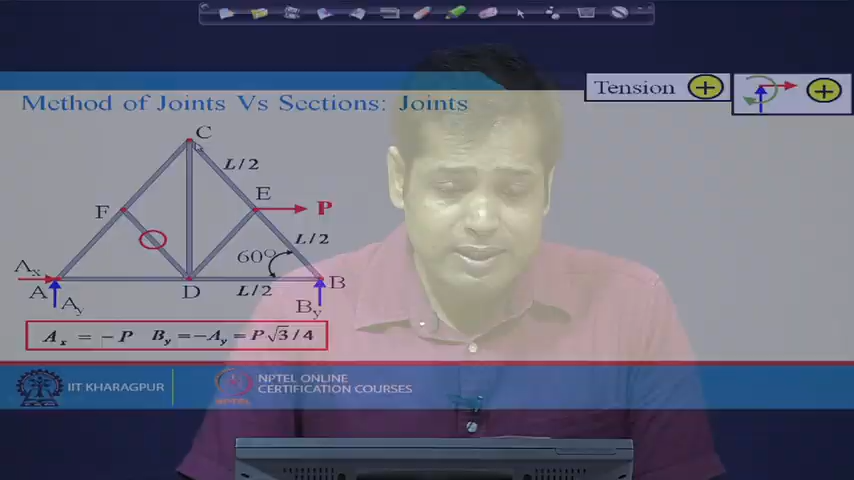 Tension +
+
Method of Joints Vs Sections: Joints
C
L/2
E
F
P
L/2
60°
Ax
A
Ay
D
L/2
B
By
Ax = -P By = -Ay = P√3/4
IIT KHARAGPUR
NPTEL
NPTEL ONLINE
CERTIFICATION COURSES